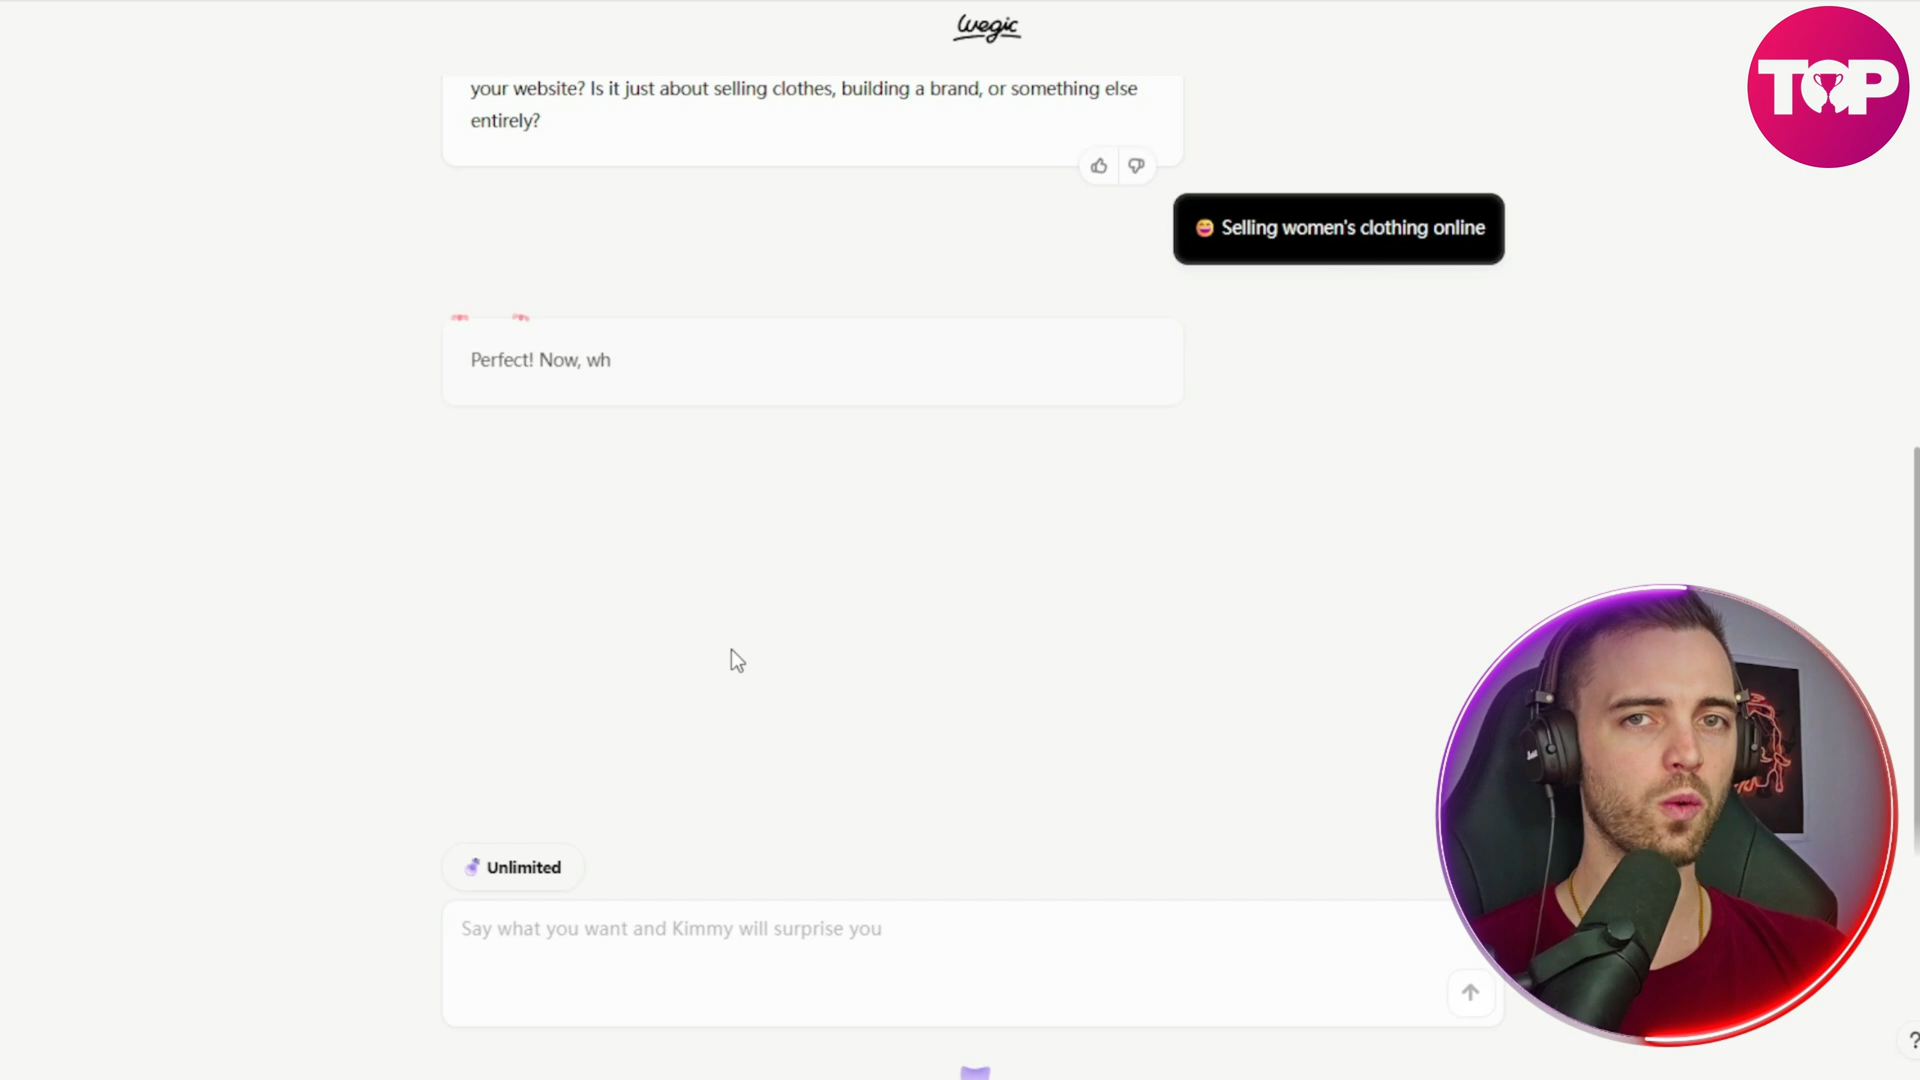 Wegic
TOP
your website? Is it just about selling clothes, building a brand, or something else
entirely?
😄 Selling women's clothing online
Perfect! Now, wh
Unlimited
Say what you want and Kimmy will surprise you
?